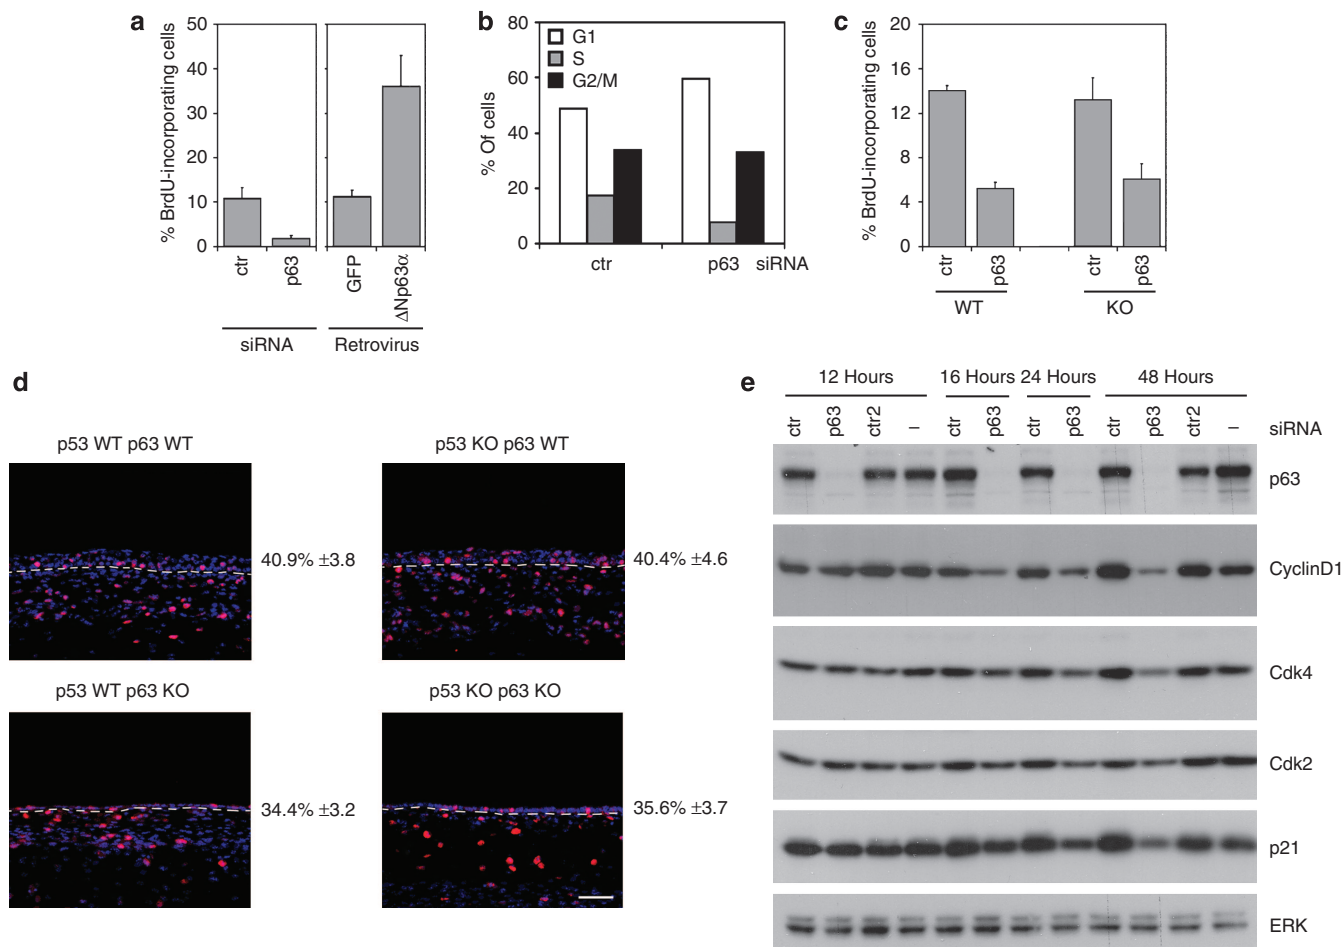 a
% BrdU-incorporating cells
50
40
30
20
10
0
ctr
p63
GFP
ΔNp63α
siRNA
Retrovirus
b
% Of cells
80
60
40
20
0
G1
S
G2/M
ctr
p63
siRNA
c
% BrdU-incorporating cells
20
16
12
8
4
0
ctr
p63
ctr
p63
WT
KO
d
p53 WT p63 WT
40.9% ±3.8
p53 KO p63 WT
40.4% ±4.6
p53 WT p63 KO
34.4% ±3.2
p53 KO p63 KO
35.6% ±3.7
e
12 Hours
16 Hours
24 Hours
48 Hours
ctr
p63
ctr2
–
ctr
p63
ctr
p63
ctr
p63
ctr2
–
siRNA
p63
CyclinD1
Cdk4
Cdk2
p21
ERK